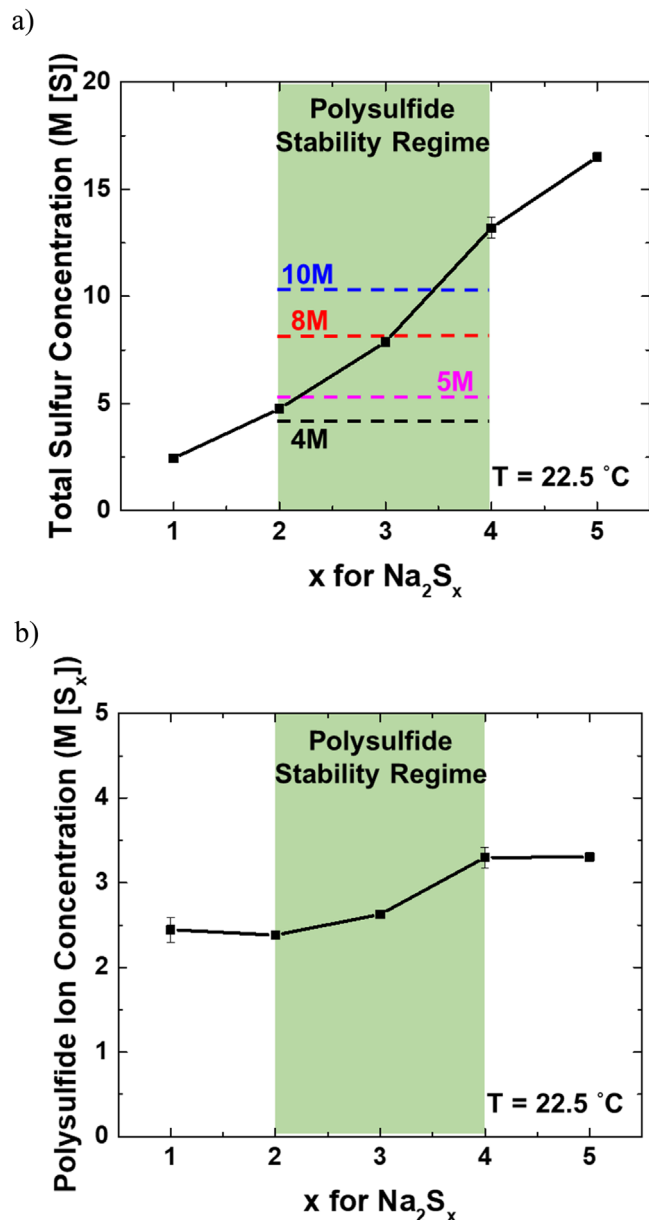 a)
Total Sulfur Concentration (M [S])
20
15
10
5
0
Polysulfide
Stability Regime
10M
8M
5M
4M
T = 22.5 °C
1 2 3 4 5
x for Na₂Sₓ
b)
Polysulfide Ion Concentration (M [Sₓ])
5
4
3
2
1
0
Polysulfide
Stability Regime
T = 22.5 °C
1 2 3 4 5
x for Na₂Sₓ